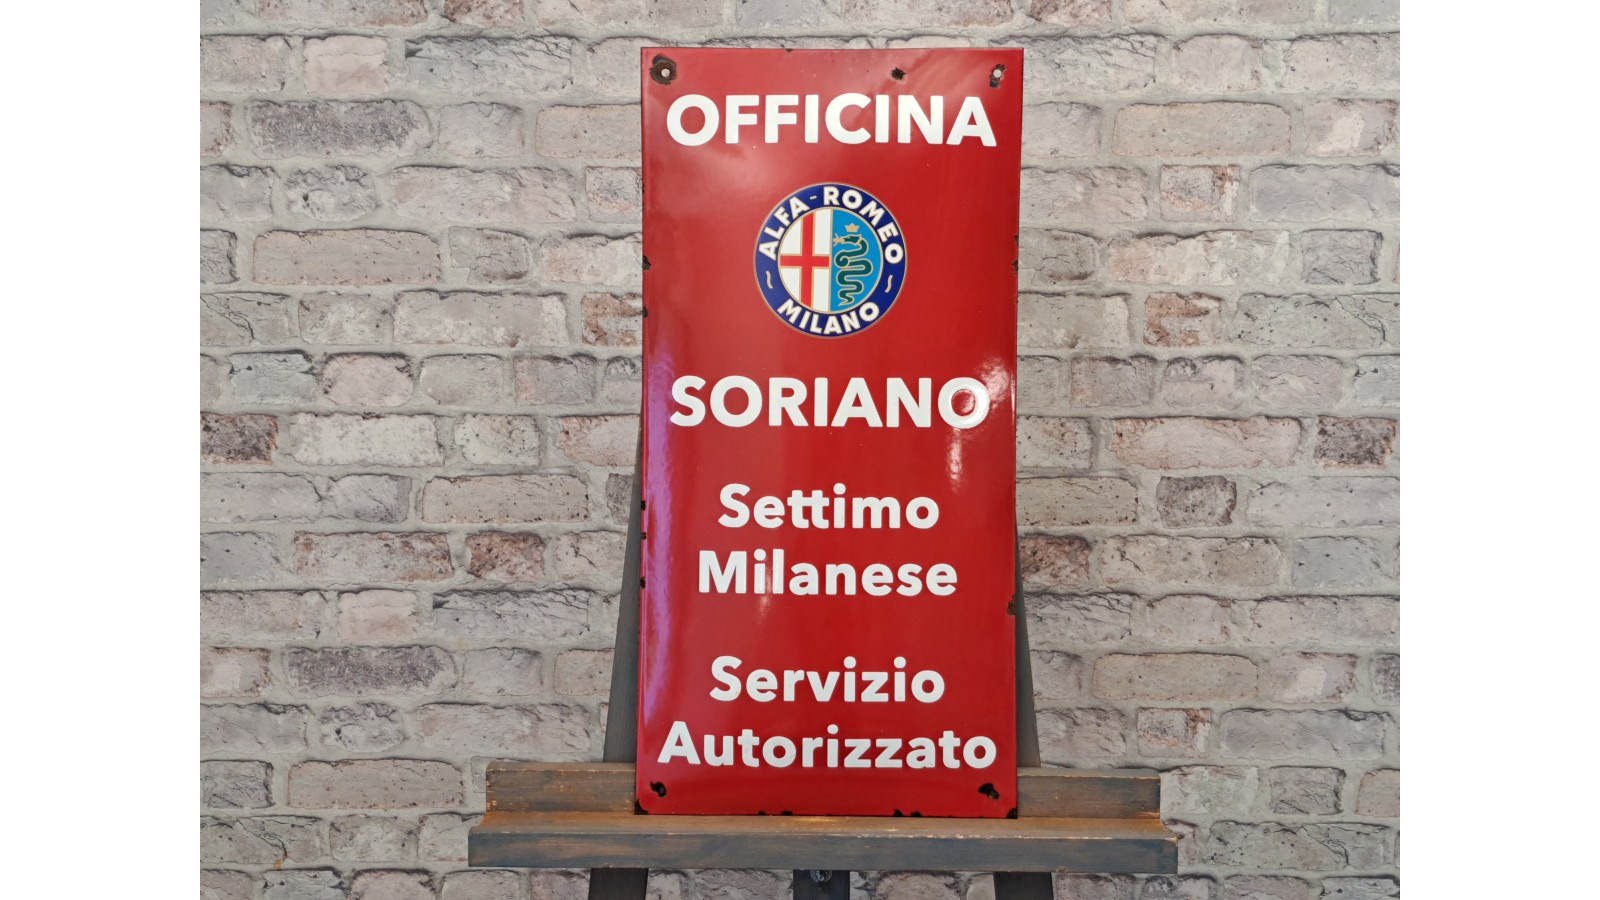 OFFICINA
ALFA-ROMEO
MILANO
SORIANO
Settimo
Milanese
Servizio
Autorizzato